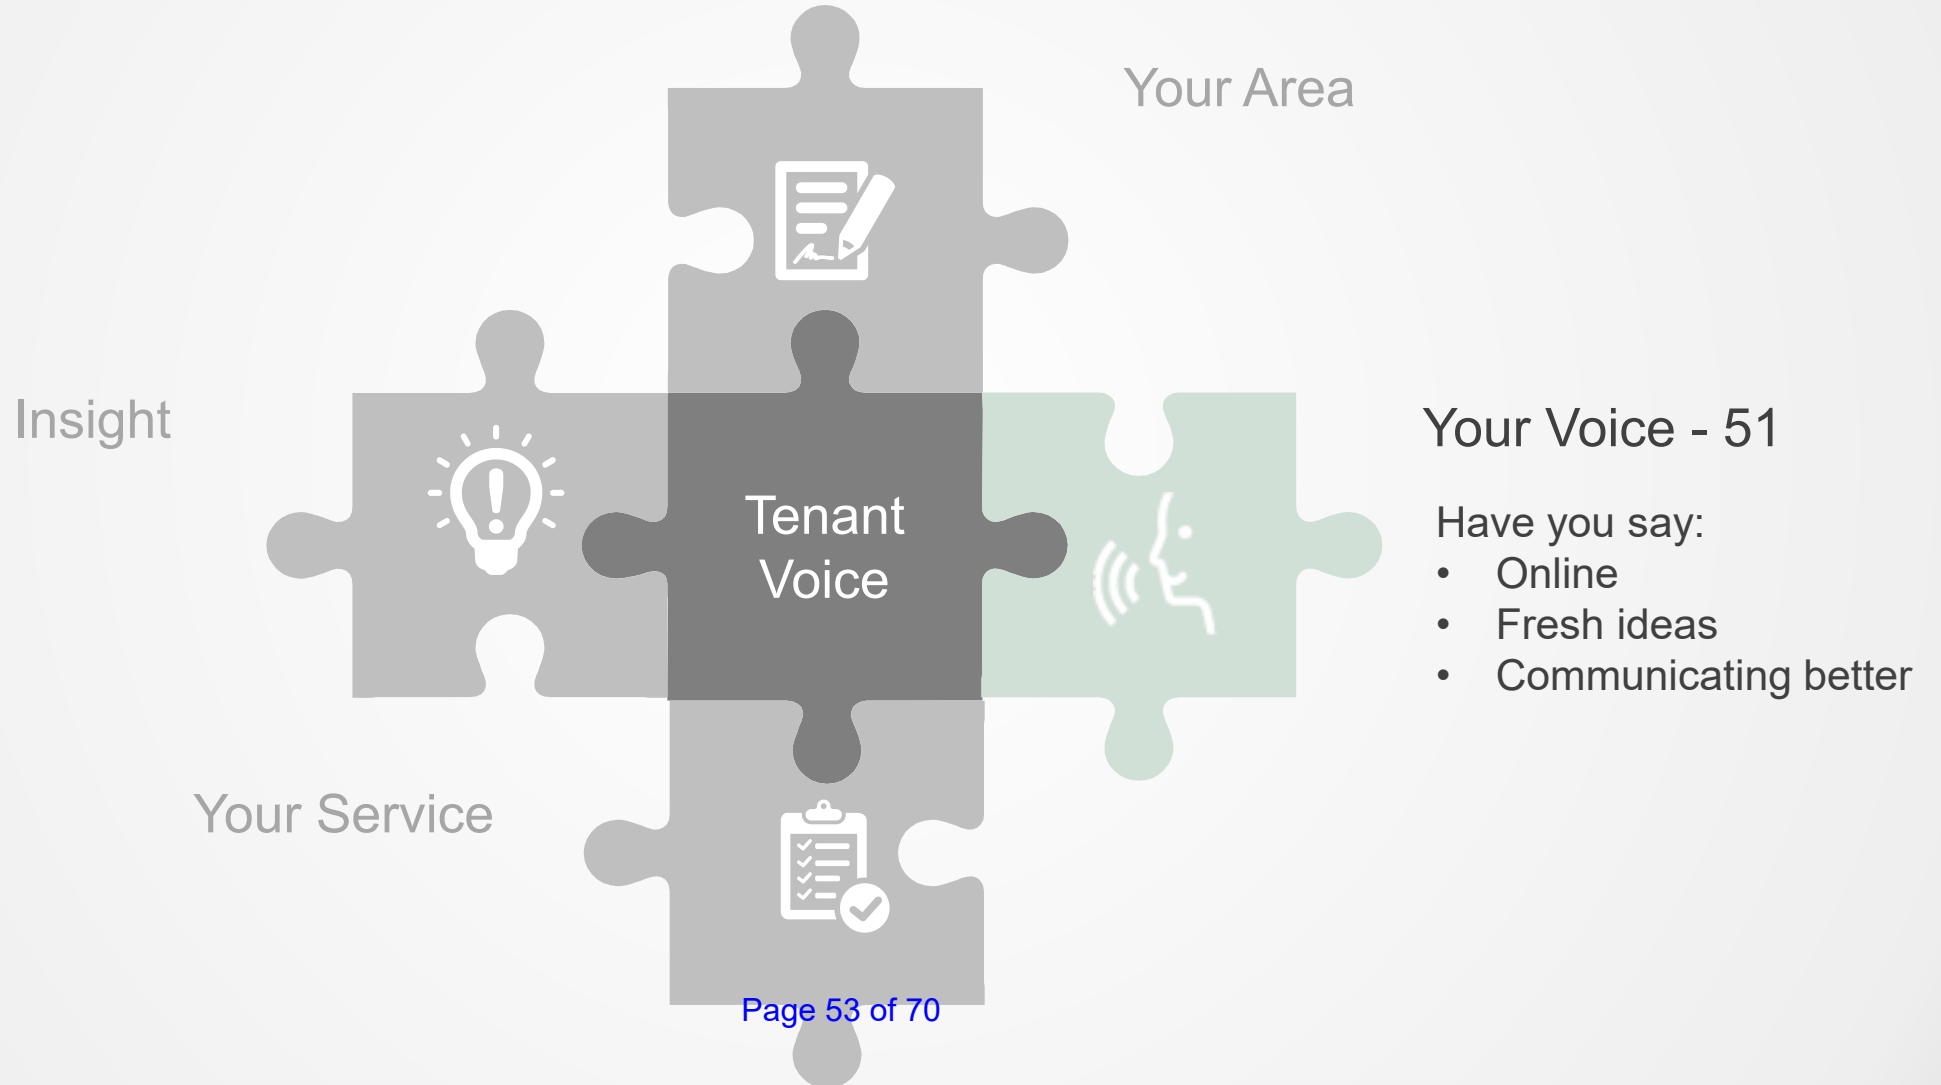 Your Area
Insight
Tenant
Voice
Your Voice - 51
Have you say:
• Online
• Fresh ideas
• Communicating better
Your Service
Page 53 of 70